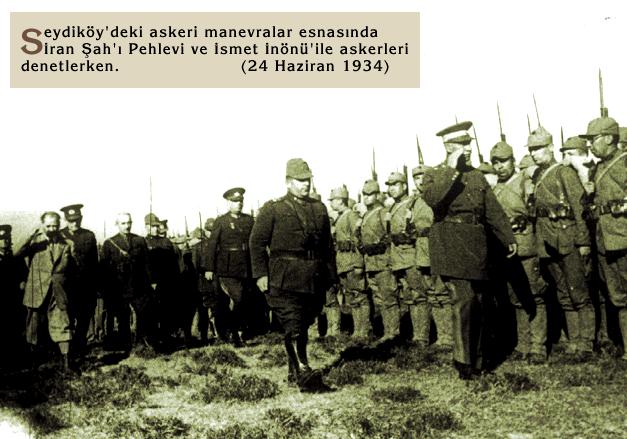 Seydiköy'deki askeri manevralar esnasında
İran Şah'ı Pehlevi ve İsmet İnönü'ile askerleri
denetlerken. (24 Haziran 1934)